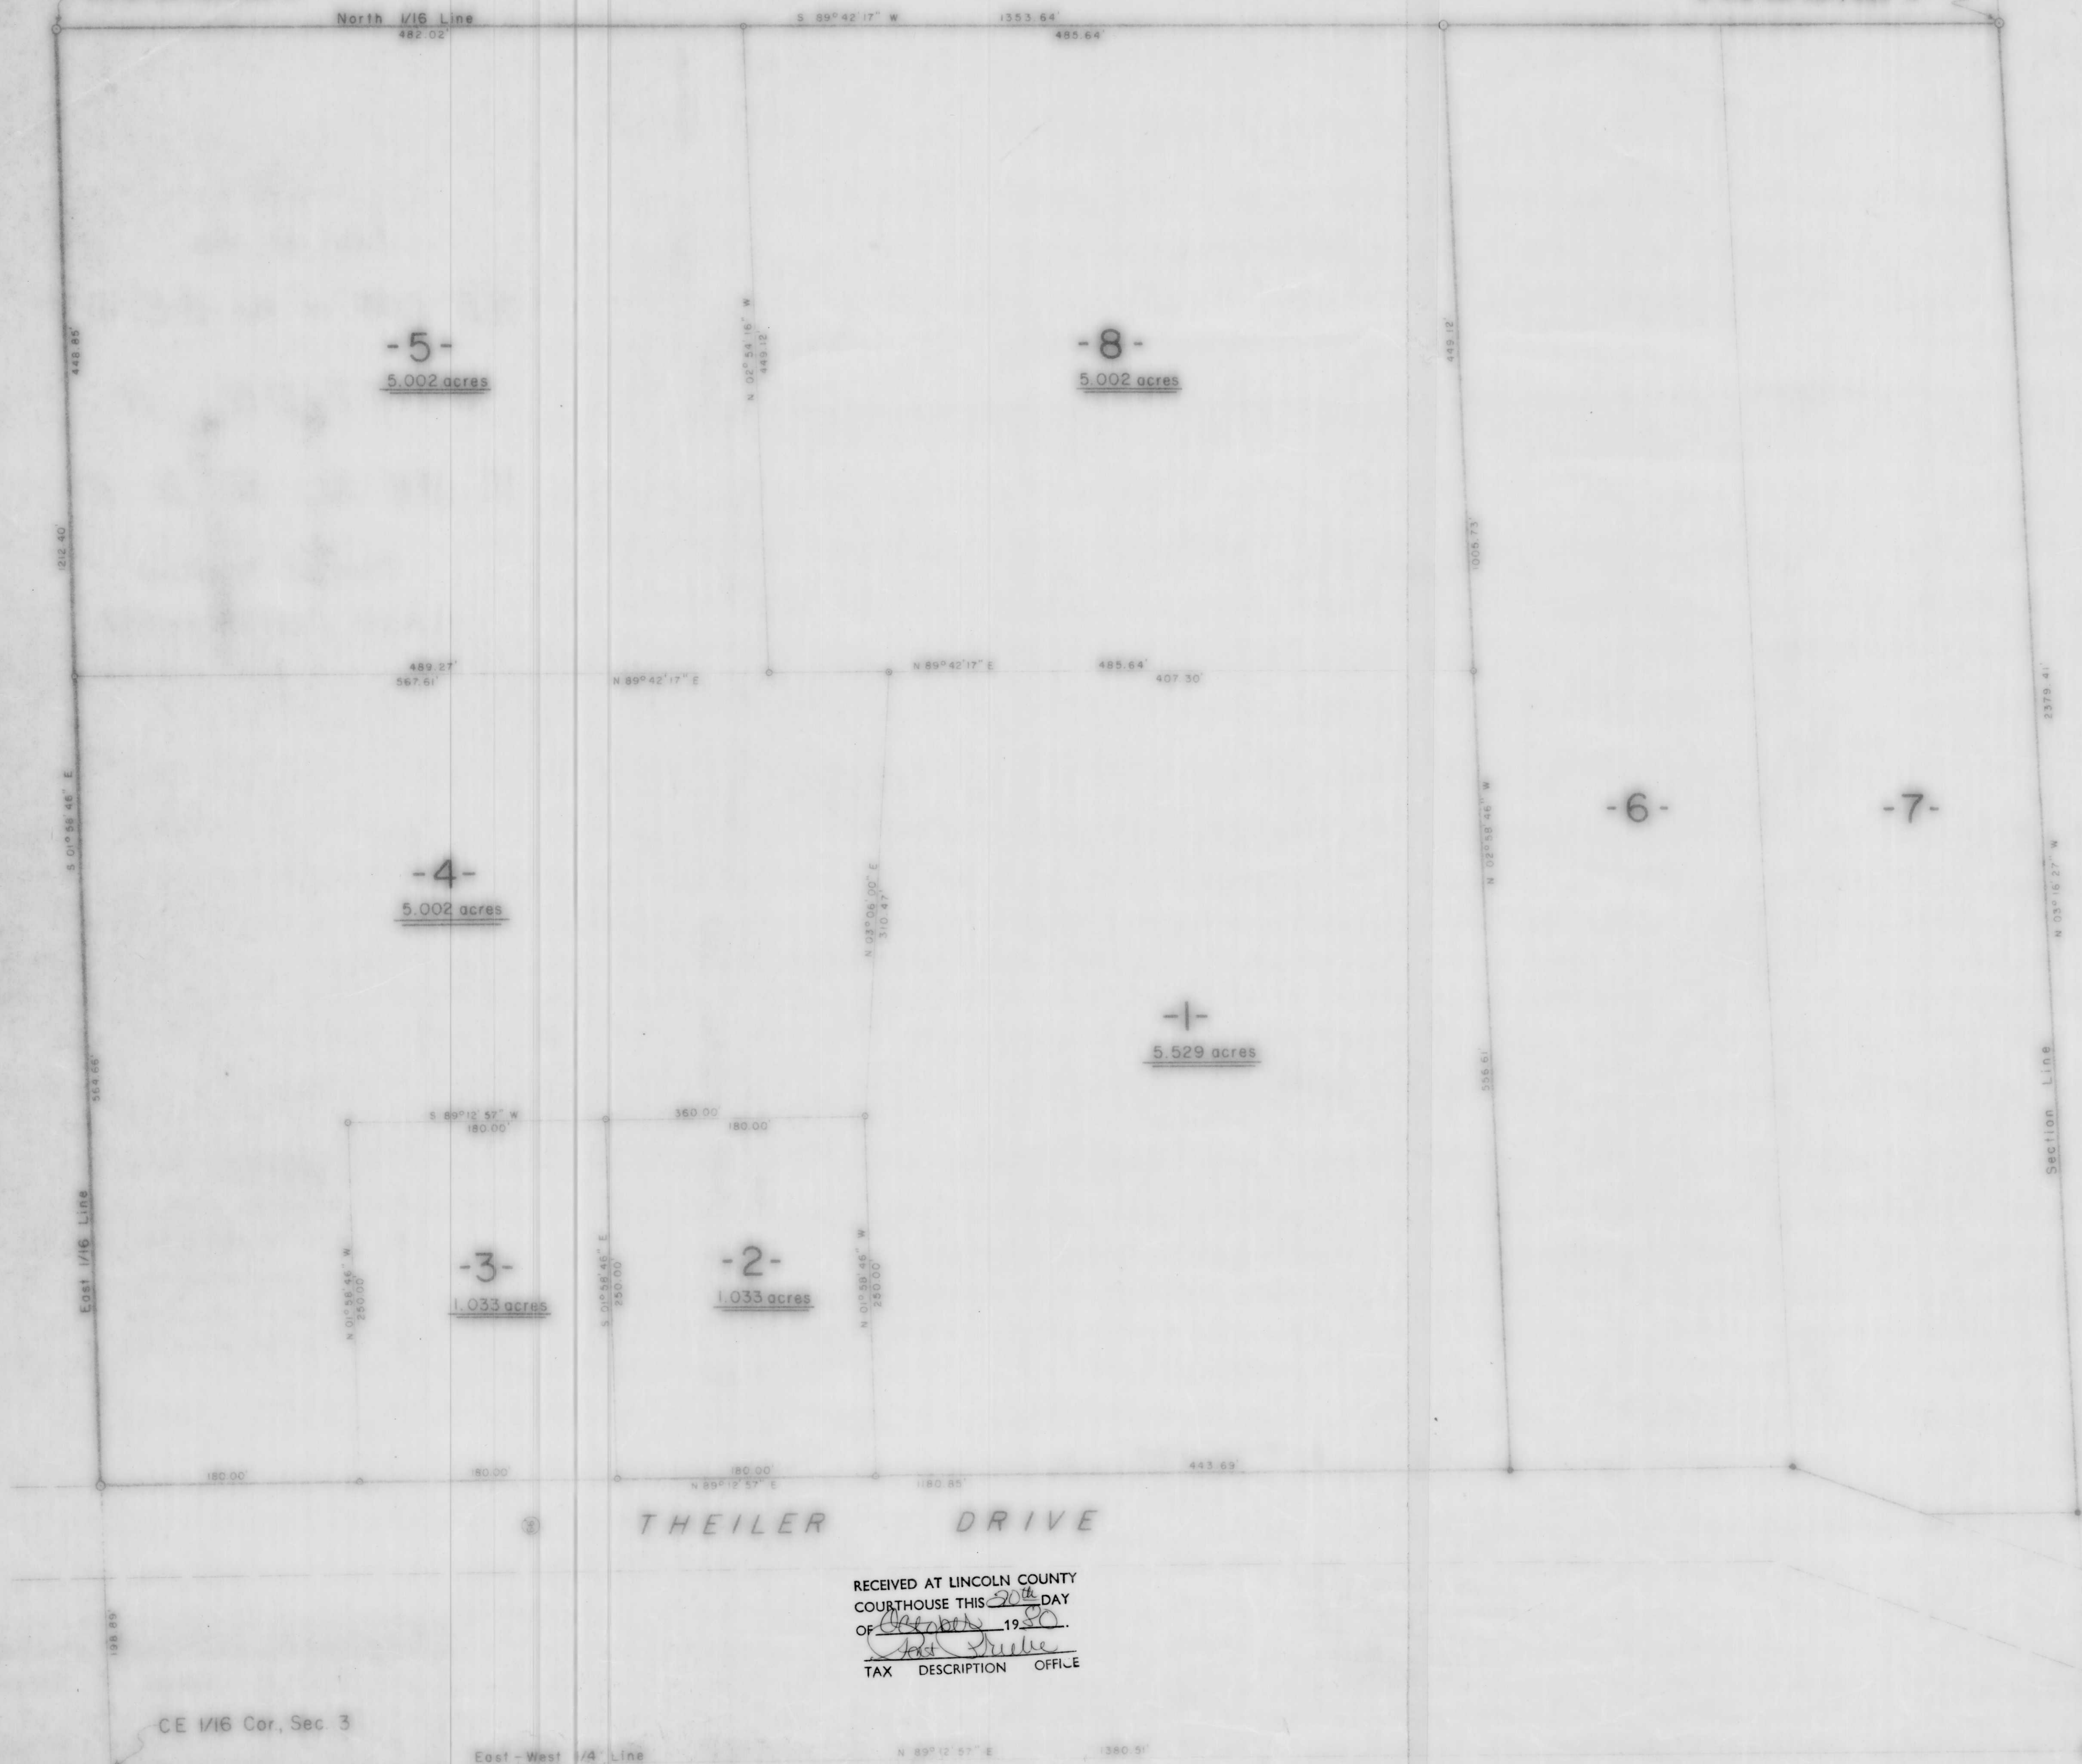 North 1/16 Line
S 89° 42' 17" W
1353.64'
482.02'
485.64'
448.85'
N 02° 54' 16" W
449.12'
449.12'
-5-
5.002 acres
-8-
5.002 acres
1212.40'
1005.73'
489.27'
567.61'
N 89° 42' 17" E
N 89° 42' 17" E
485.64'
407.30'
2379.41'
S 01° 58' 46" E
N 02° 58' 46" W
-6-
-7-
-4-
5.002 acres
N 03° 06' 00" E
310.47'
N 03° 16' 27" W
-1-
5.529 acres
564.66'
556.61'
Section Line
S 89° 12' 57" W
180.00'
360.00'
180.00'
East 1/16 Line
N 01° 58' 46" W
250.00'
-3-
1.033 acres
S 01° 58' 46" E
250.00'
-2-
1.033 acres
N 01° 58' 46" W
250.00'
180.00'
180.00'
180.00'
N 89° 12' 57" E
1180.85'
443.69'
THEILER DRIVE
RECEIVED AT LINCOLN COUNTY
COURTHOUSE THIS 20th DAY
OF October 1980.
TAX DESCRIPTION OFFICE
198.89'
CE 1/16 Cor., Sec. 3
East-West 1/4 Line
N 89° 12' 57" E
1360.51'